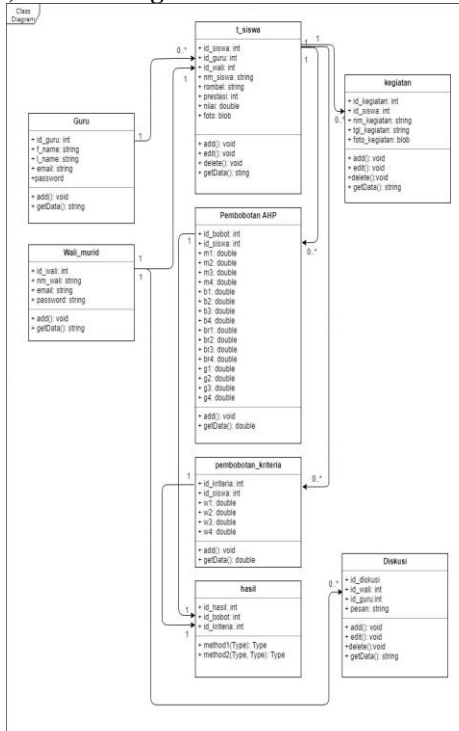 Class
Diagram
t_siswa
+ id_siswa: int
+ id_guru: int
+ id_wali: int
+ nm_siswa: string
+ rombel: string
+ prestasi: int
+ nilai: double
+ foto: blob
+ add(): void
+ edit(): void
+ delete(): void
+ getData(): sting
1
1
1
0..*
1
kegiatan
+ id_kegiatan: int
+ id_siswa: int
+ nm_kegiatan: string
+ tgl_kegiatan: string
+ foto_kegiatan: blob
+ add(): void
+ edit(): void
+delete():void
+ getData(): string
0..*
Guru
+ id_guru: int
+ f_name: string
+ l_name: string
+ email: string
+password
+ add(): void
+ getData(): string
1
Wali_murid
+ id_wali: int
+ nm_wali: string
+ email: string
+ password: string
+ add(): void
+ getData(): string
1
1
Pembobotan AHP
+ id_bobot: int
+ id_siswa: int
+ m1: double
+ m2: double
+ m3: double
+ m4: double
+ b1: double
+ b2: double
+ b3: double
+ b4: double
+ br1: double
+ br2: double
+ br3: double
+ br4: double
+ g1: double
+ g2: double
+ g3: double
+ g4: double
+ add(): void
+ getData(): double
1
0..*
pembobotan_kriteria
+ id_kriteria: int
+ id_siswa: int
+ w1: double
+ w2: double
+ w3: double
+ w4: double
+ add(): void
+ getData(): double
1
0..*
hasil
+ id_hasil: int
+ id_bobot: int
+ id_kriteria: int
+ method1(Type): Type
+ method2(Type, Type): Type
1
1
Diskusi
+ id_diskusi
+ id_wali: int
+ id_guru:int
+ pesan: string
+ add(): void
+ edit(): void
+delete():void
+ getData(): string
0..*